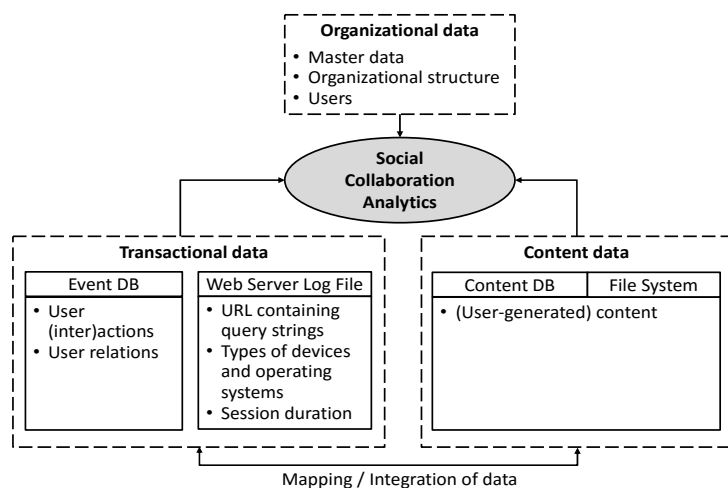 Organizational data
• Master data
• Organizational structure
• Users
Social
Collaboration
Analytics
Transactional data
Event DB
• User
(inter)actions
• User relations
Web Server Log File
• URL containing
query strings
• Types of devices
and operating
systems
• Session duration
Content data
Content DB
File System
• (User-generated) content
Mapping / Integration of data